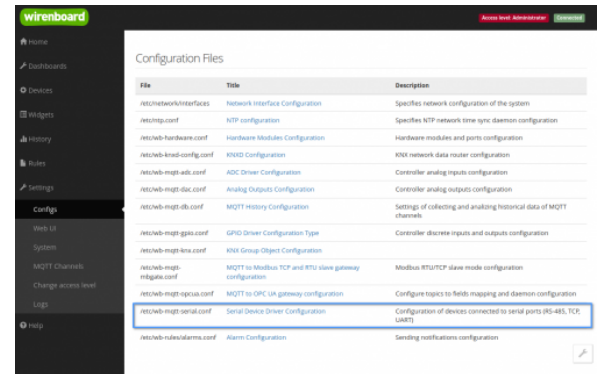 wirenboard
Access level: Administrator
Connected
Home
Dashboards
Devices
Widgets
History
Rules
Settings
Configs
Web UI
System
MQTT Channels
Change access level
Logs
Help
Configuration Files
File Title Description
/etc/network/interfaces Network Interface Configuration Specifies network configuration of the system
/etc/ntp.conf NTP configuration Specifies NTP network time sync daemon configuration
/etc/wb-hardware.conf Hardware Modules Configuration Hardware modules and ports configuration
/etc/wb-knxd-config.conf KNXD Configuration KNX network data router configuration
/etc/wb-mqtt-adc.conf ADC Driver Configuration Controller analog inputs configuration
/etc/wb-mqtt-dac.conf Analog Outputs Configuration Controller analog outputs configuration
/etc/wb-mqtt-db.conf MQTT History Configuration Settings of collecting and analizing historical data of MQTT
channels
/etc/wb-mqtt-gpio.conf GPIO Driver Configuration Type Controller discrete inputs and outputs configuration
/etc/wb-mqtt-knx.conf KNX Group Object Configuration
/etc/wb-mqtt- MQTT to Modbus TCP and RTU slave gateway Modbus RTU/TCP slave mode configuration
mbgate.conf configuration
/etc/wb-mqtt-opcua.conf MQTT to OPC UA gateway configuration Configure topics to fields mapping and daemon configuration
/etc/wb-mqtt-serial.conf Serial Device Driver Configuration Configuration of devices connected to serial ports (RS-485, TCP,
UART)
/etc/wb-rules/alarms.conf Alarm Configuration Sending notifications configuration